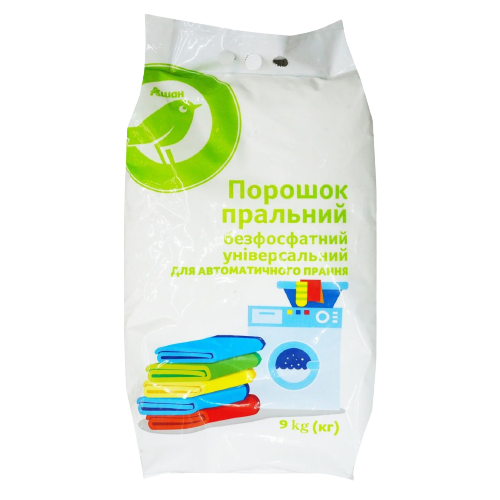 Ашан
Порошок
пральний
безфосфатний
універсальний
ДЛЯ АВТОМАТИЧНОГО ПРАННЯ
9 kg (кг)